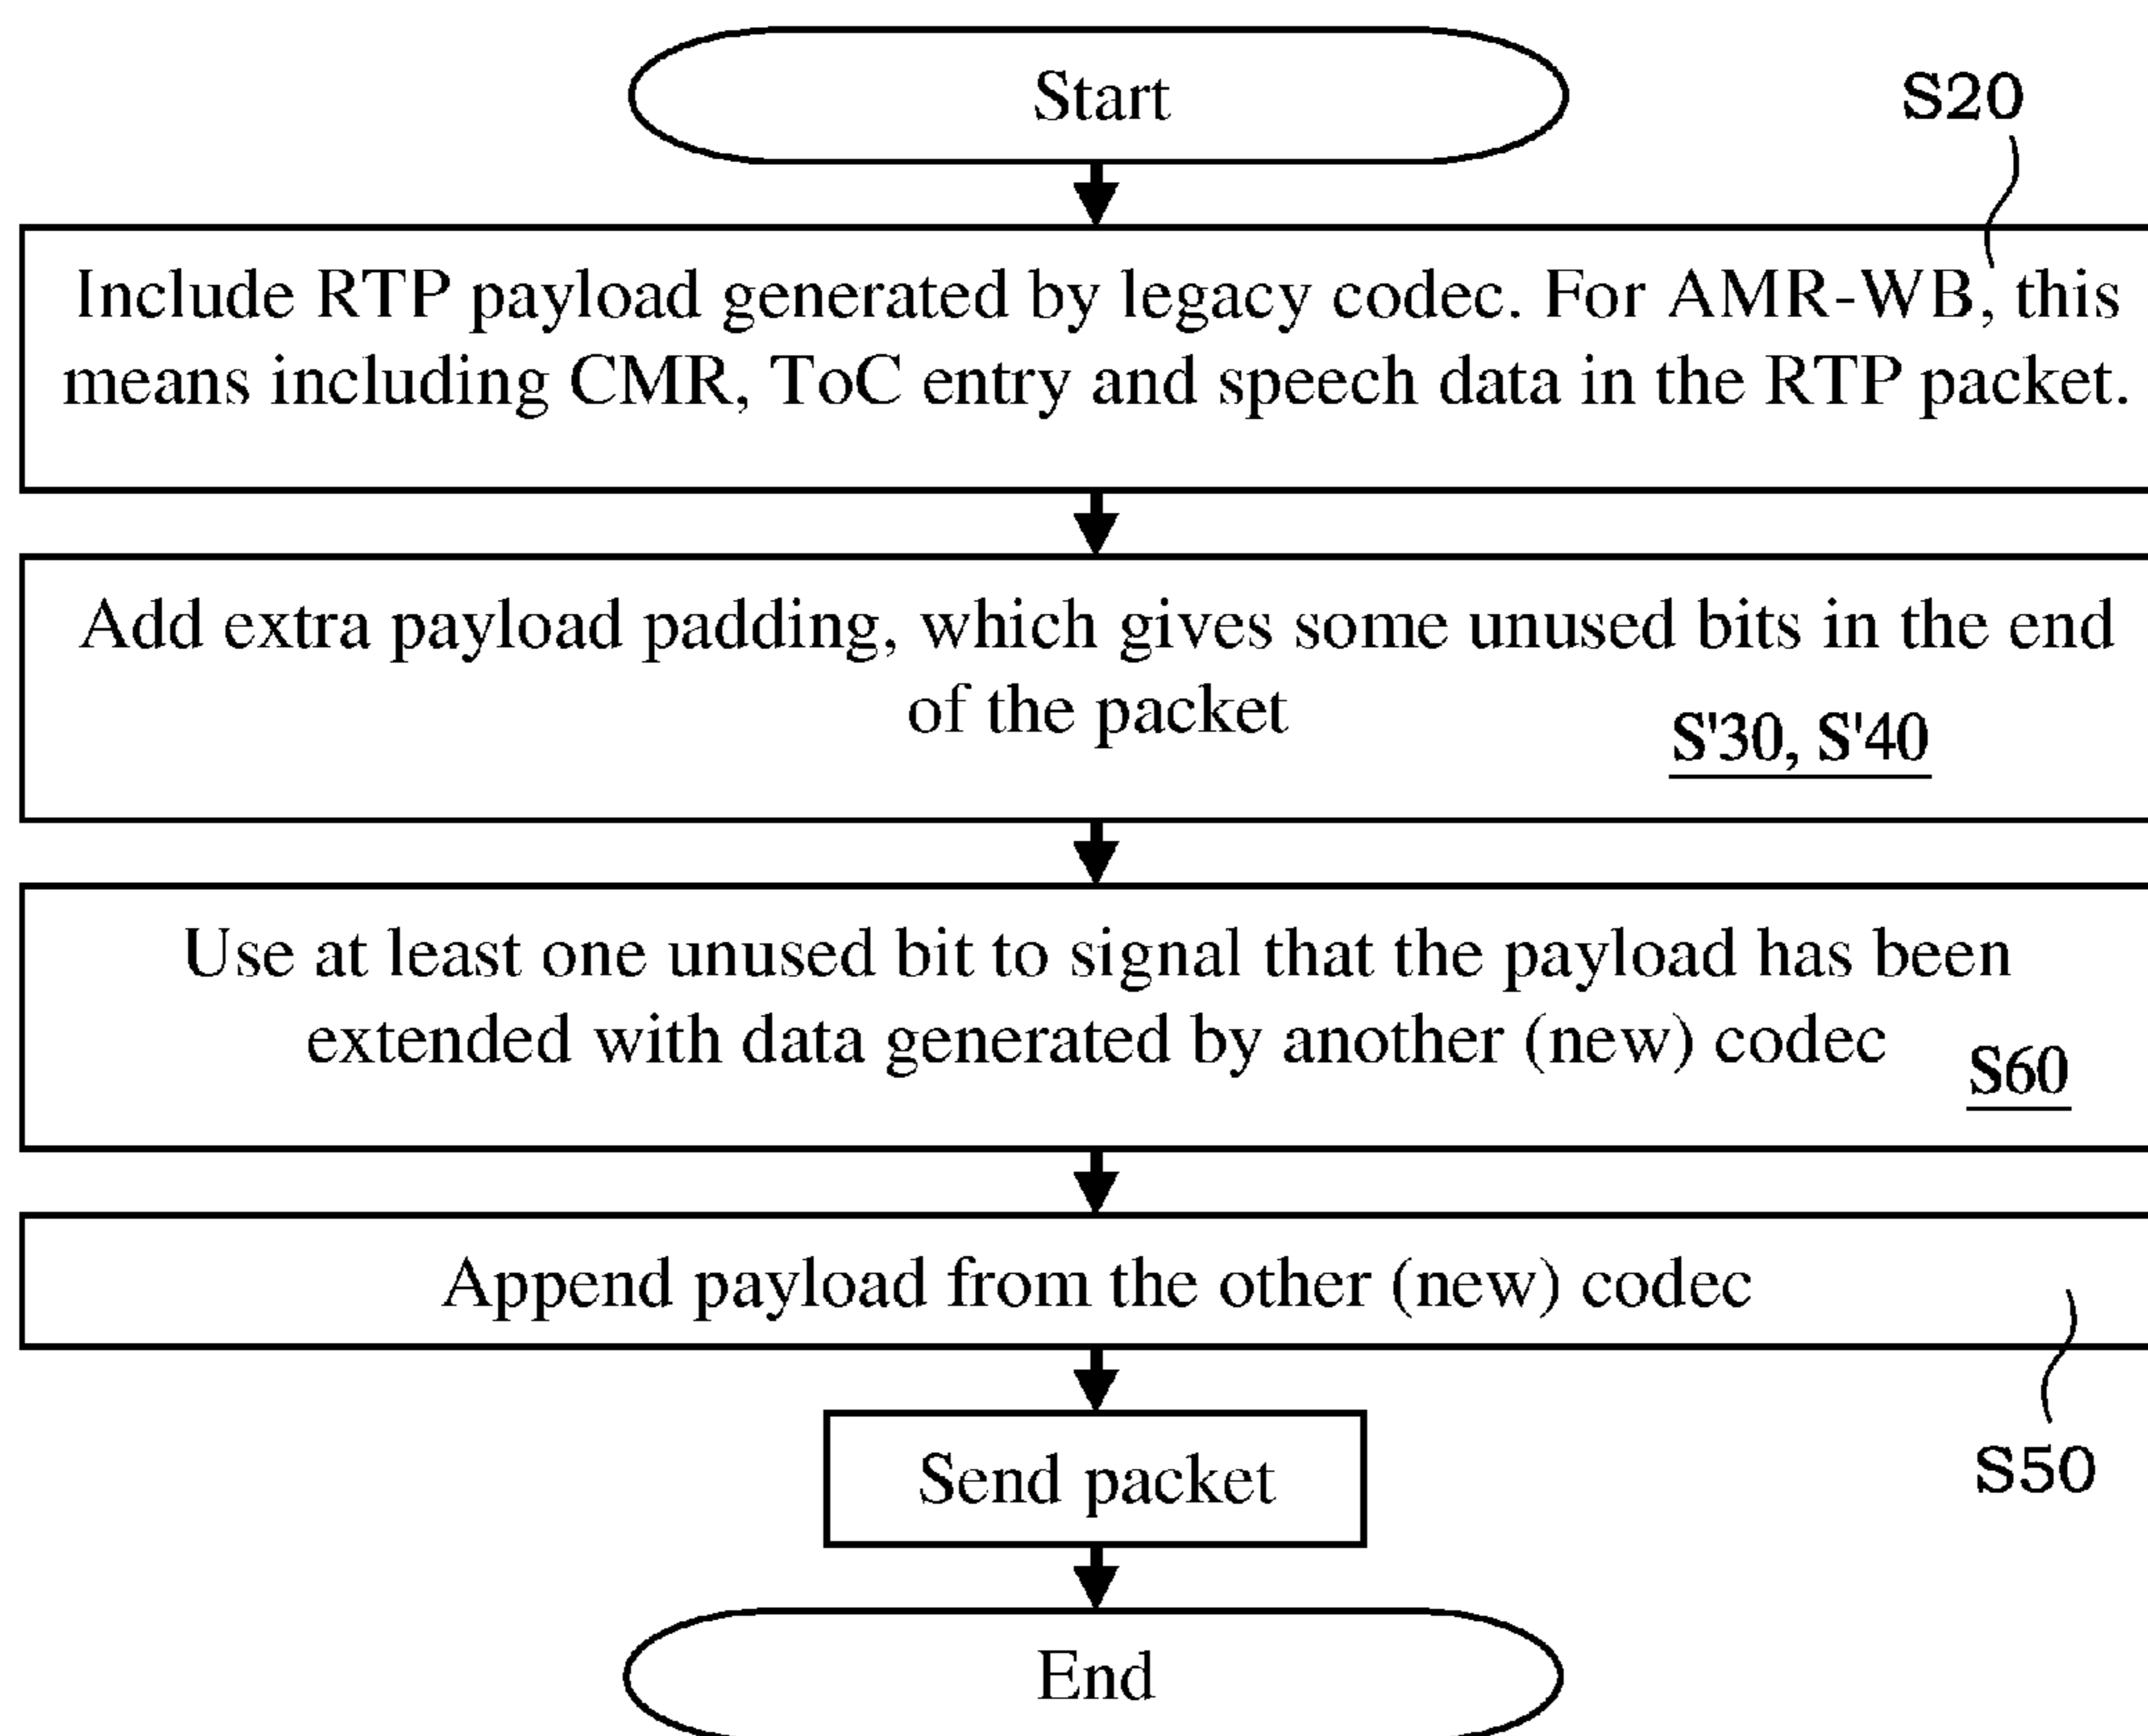 Start
S20
Include RTP payload generated by legacy codec. For AMR-WB, this
means including CMR, ToC entry and speech data in the RTP packet.
Add extra payload padding, which gives some unused bits in the end
of the packet
S'30, S'40
Use at least one unused bit to signal that the payload has been
extended with data generated by another (new) codec
S60
Append payload from the other (new) codec
Send packet
S50
End